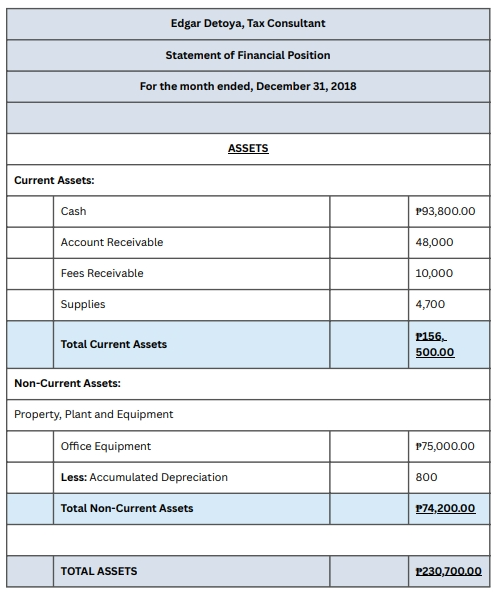 Edgar Detoya, Tax Consultant
Statement of Financial Position
For the month ended, December 31, 2018
ASSETS
Current Assets:
Cash ₱93,800.00
Account Receivable 48,000
Fees Receivable 10,000
Supplies 4,700
Total Current Assets ₱156,
500.00
Non-Current Assets:
Property, Plant and Equipment
Office Equipment ₱75,000.00
Less: Accumulated Depreciation 800
Total Non-Current Assets ₱74,200.00
TOTAL ASSETS ₱230,700.00